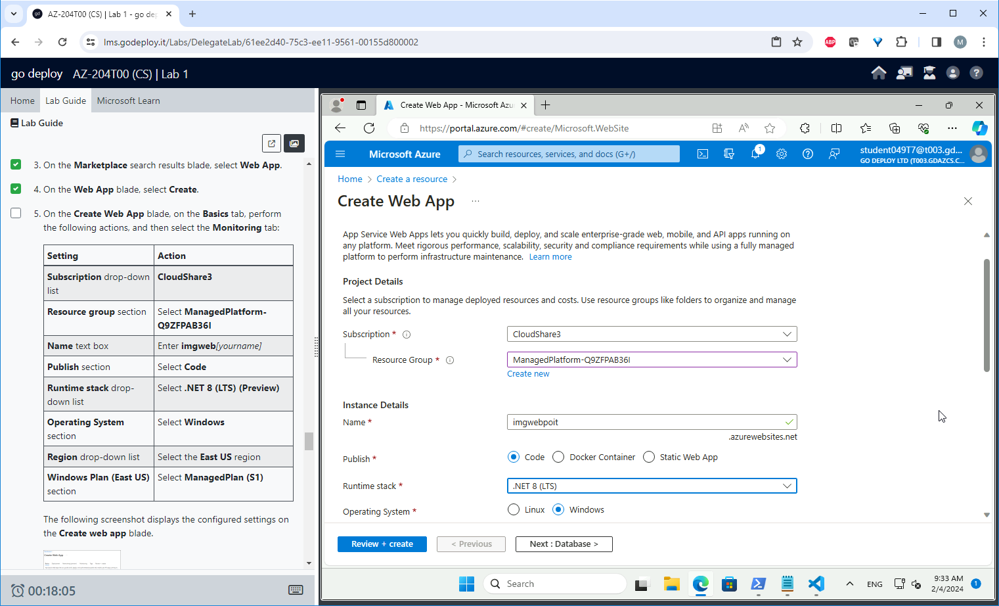 AZ-204T00 (CS) | Lab 1 - go dep
lms.godeploy.it/Labs/DelegateLab/61ee2d40-75c3-ee11-9561-00155d800002
ABP
M
go deploy AZ-204T00 (CS) | Lab 1
Home Lab Guide Microsoft Learn
Lab Guide
3. On the Marketplace search results blade, select Web App.
4. On the Web App blade, select Create.
5. On the Create Web App blade, on the Basics tab, perform
the following actions, and then select the Monitoring tab:
Setting Action
Subscription drop-down
list
CloudShare3
Resource group section
Select ManagedPlatform-
Q9ZFPAB36I
Name text box Enter imgweb[yourname]
Publish section Select Code
Runtime stack drop-
down list
Select .NET 8 (LTS) (Preview)
Operating System
section
Select Windows
Region drop-down list Select the East US region
Windows Plan (East US)
section
Select ManagedPlan (S1)
The following screenshot displays the configured settings on
the Create web app blade.
Create Web App
00:18:05
Create Web App - Microsoft Azu
https://portal.azure.com/#create/Microsoft.WebSite
Microsoft Azure
Search resources, services, and docs (G+/)
1
student049T7@t003.gd...
GO DEPLOY LTD (T003.GDAZCS.C...
Home > Create a resource >
Create Web App ...
App Service Web Apps lets you quickly build, deploy, and scale enterprise-grade web, mobile, and API apps running on
any platform. Meet rigorous performance, scalability, security and compliance requirements while using a fully managed
platform to perform infrastructure maintenance. Learn more
Project Details
Select a subscription to manage deployed resources and costs. Use resource groups like folders to organize and manage
all your resources.
Subscription * CloudShare3
Resource Group * ManagedPlatform-Q9ZFPAB36I
Create new
Instance Details
Name * imgwebpoit
.azurewebsites.net
Publish * Code Docker Container Static Web App
Runtime stack * .NET 8 (LTS)
Operating System * Linux Windows
Review + create < Previous Next : Database >
Search
ENG
9:33 AM
2/4/2024
1